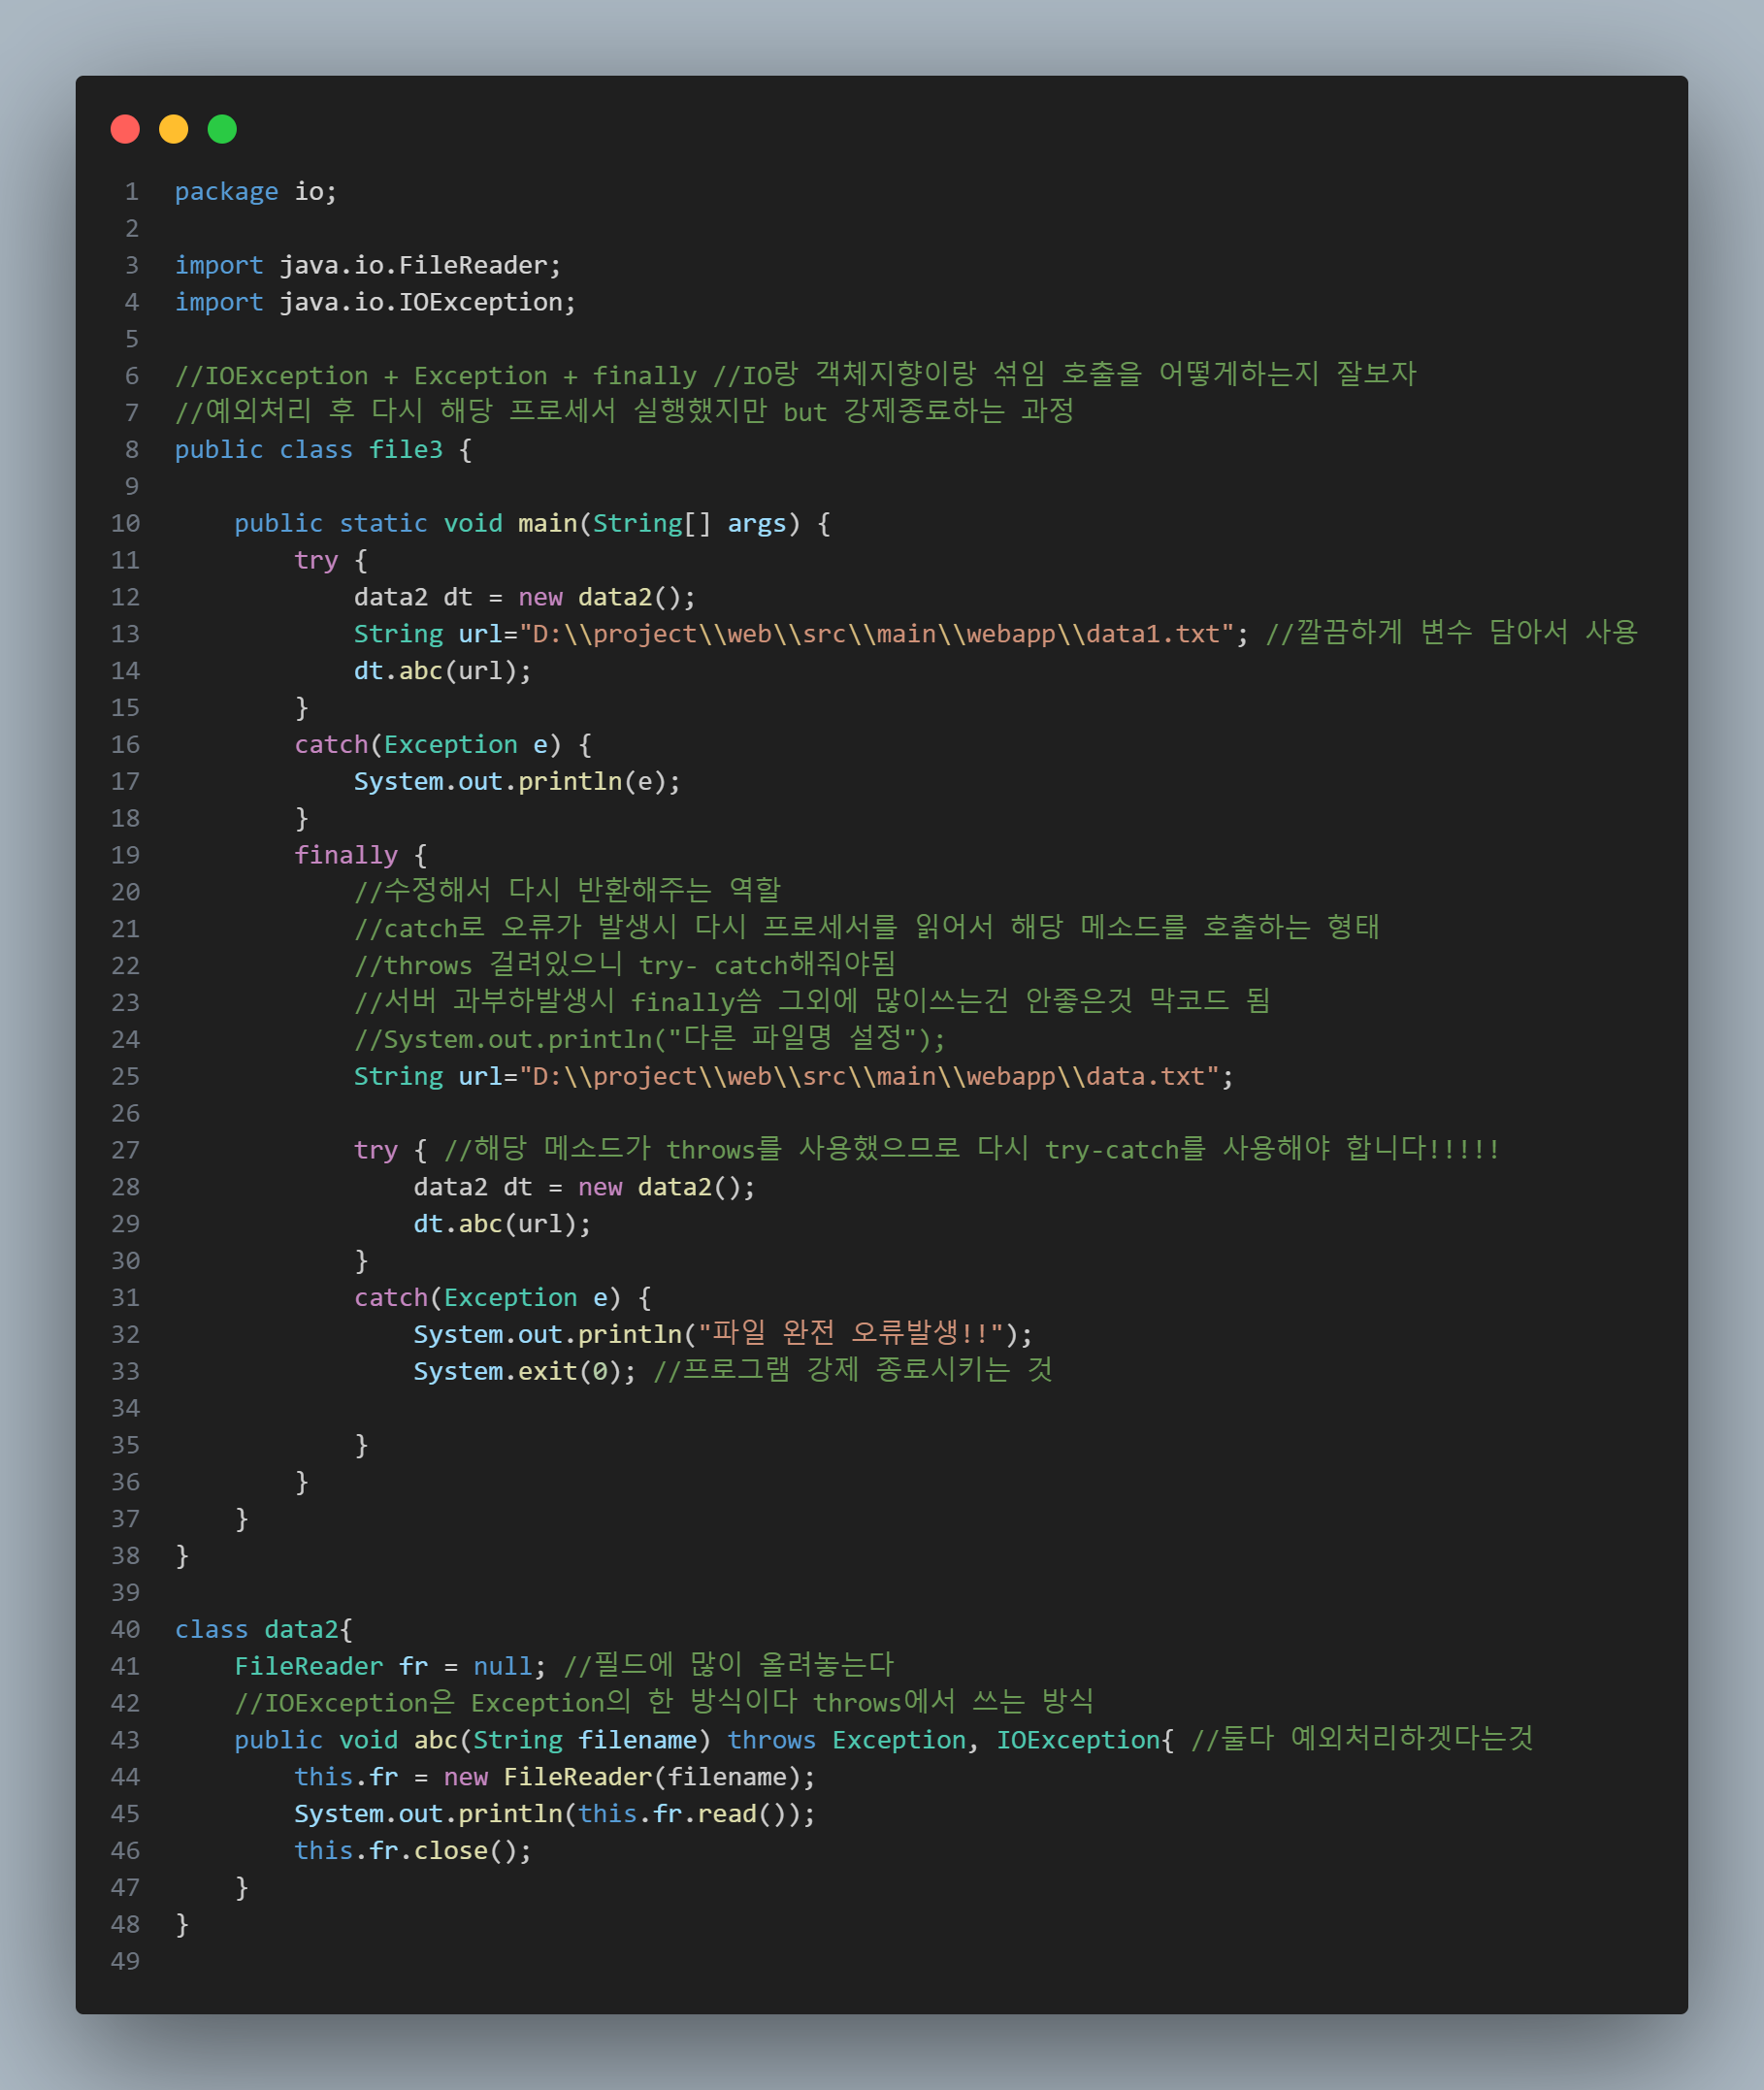 1 package io;
2
3 import java.io.FileReader;
4 import java.io.IOException;
5
6 //IOException + Exception + finally //IO랑 객체지향이랑 섞임 호출을 어떻게하는지 잘보자
7 //예외처리 후 다시 해당 프로세서 실행했지만 but 강제종료하는 과정
8 public class file3 {
9
10     public static void main(String[] args) {
11         try {
12             data2 dt = new data2();
13             String url="D:\\project\\web\\src\\main\\webapp\\data1.txt"; //깔끔하게 변수 담아서 사용
14             dt.abc(url);
15         }
16         catch(Exception e) {
17             System.out.println(e);
18         }
19         finally {
20             //수정해서 다시 반환해주는 역할
21             //catch로 오류가 발생시 다시 프로세서를 읽어서 해당 메소드를 호출하는 형태
22             //throws 걸려있으니 try- catch해줘야됨
23             //서버 과부하발생시 finally씀 그외에 많이쓰는건 안좋은것 막코드 됨
24             //System.out.println("다른 파일명 설정");
25             String url="D:\\project\\web\\src\\main\\webapp\\data.txt";
26
27             try { //해당 메소드가 throws를 사용했으므로 다시 try-catch를 사용해야 합니다!!!!!
28                 data2 dt = new data2();
29                 dt.abc(url);
30             }
31             catch(Exception e) {
32                 System.out.println("파일 완전 오류발생!!");
33                 System.exit(0); //프로그램 강제 종료시키는 것
34
35             }
36         }
37     }
38 }
39
40 class data2{
41     FileReader fr = null; //필드에 많이 올려놓는다
42     //IOException은 Exception의 한 방식이다 throws에서 쓰는 방식
43     public void abc(String filename) throws Exception, IOException{ //둘다 예외처리하겟다는것
44         this.fr = new FileReader(filename);
45         System.out.println(this.fr.read());
46         this.fr.close();
47     }
48 }
49